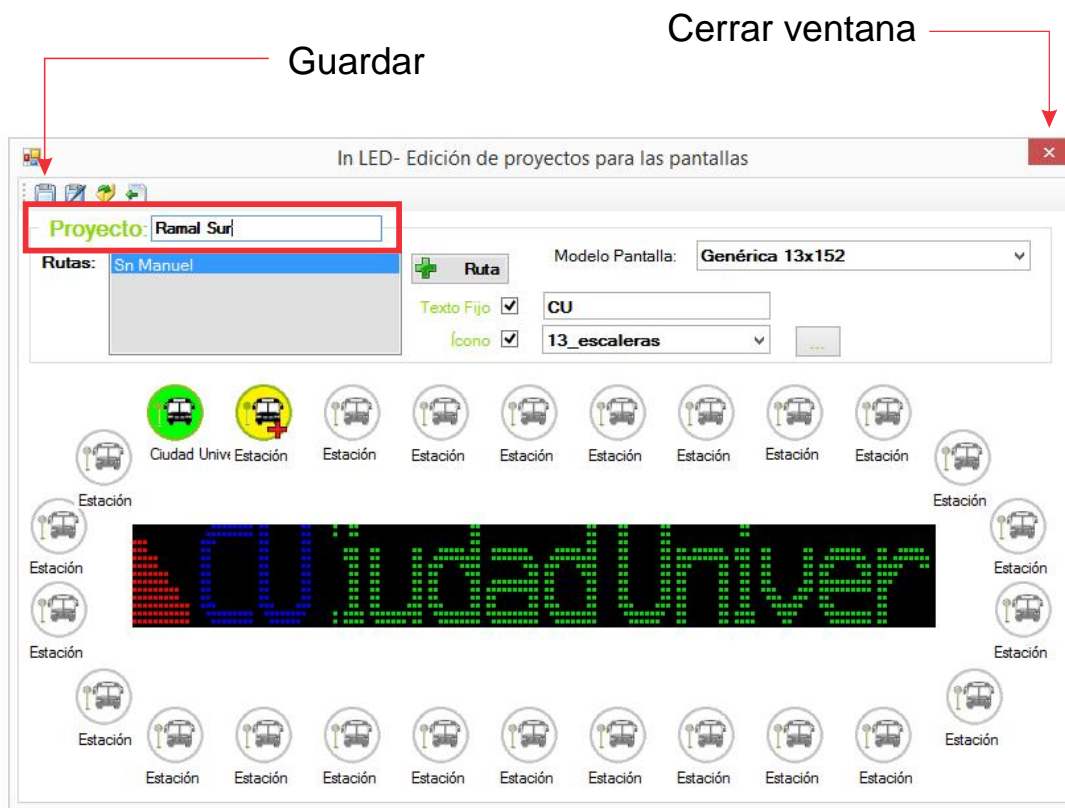 Cerrar ventana
Guardar
In LED- Edición de proyectos para las pantallas
Proyecto: Ramal Sur
Rutas: Sn Manuel
Ruta
Modelo Pantalla: Genérica 13x152
Texto Fijo CU
Ícono 13_escaleras
...
Ciudad Unive Estación Estación Estación Estación Estación Estación Estación Estación
Estación Estación
CU iudad Univer
Estación Estación
Estación Estación
Estación Estación
Estación Estación Estación Estación Estación Estación Estación Estación Estación